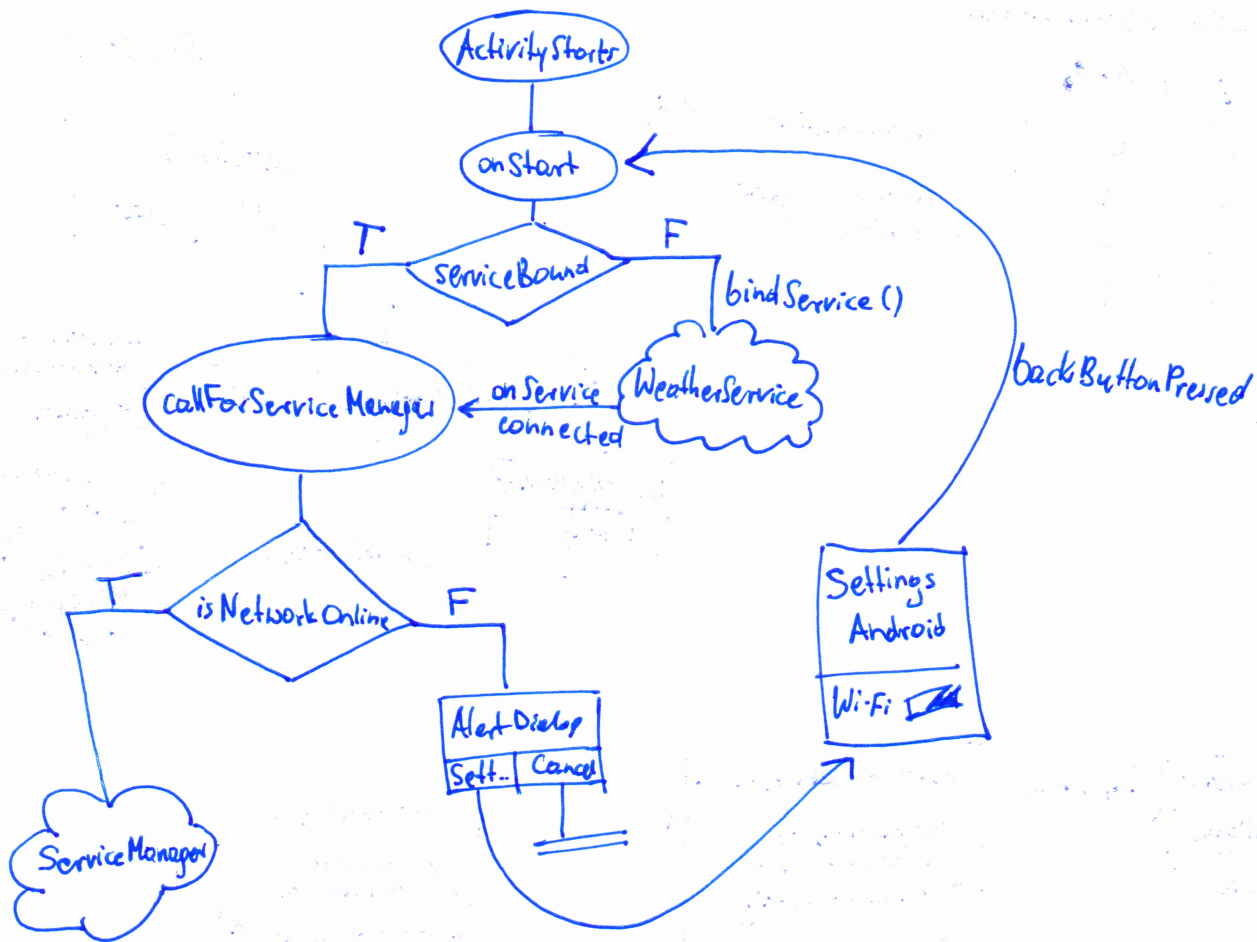 ActivityStarts
onStart
T
F
serviceBound
bindService()
callForServiceManager
onService
connected
WeatherService
backButtonPressed
T
isNetworkOnline
F
Settings
Android
Wi-Fi
AlertDialog
Sett..
Cancel
ServiceManager